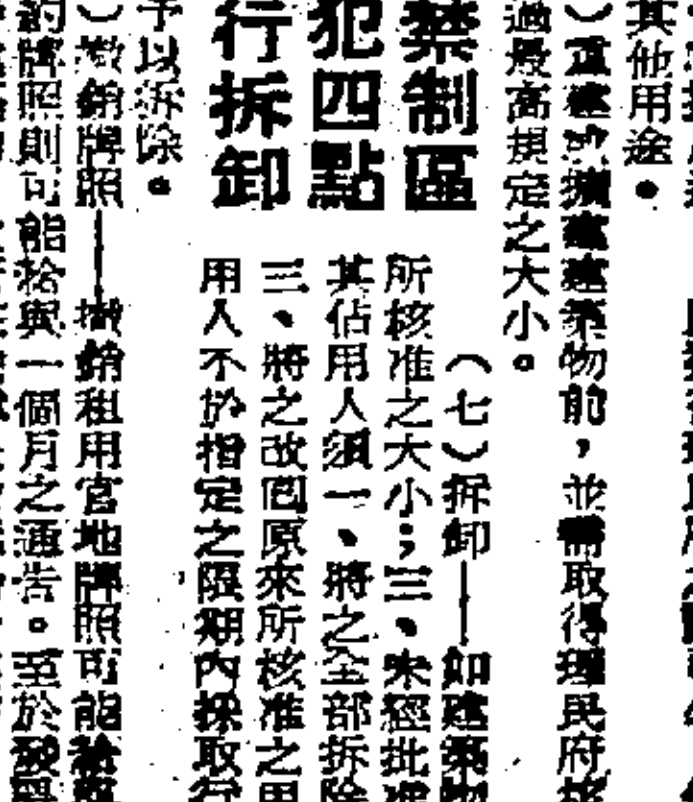 其他用途。
）重建或擴建建築物前，並需取得理民府核
過最高規定之大小。
禁制區
犯四點
行拆卸
（七）拆卸——如建築物
所核准之大小；三、未經批准
其佔用人須一、將之全部拆除
三、將之改回原來所核准之用
用人不於指定之限期內採取行
予以拆除。
）撤銷牌照——撤銷租用官地牌照可能
約牌照則可能給與一個月之通告。至於